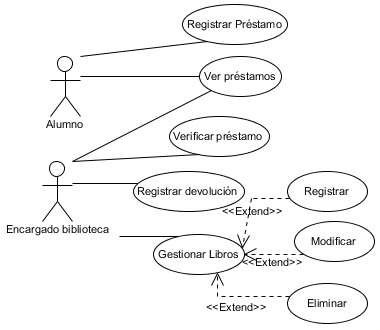 Registrar Préstamo
Ver préstamos
Alumno
Verificar préstamo
Registrar devolución
Registrar
<<Extend>>
Encargado biblioteca
Modificar
Gestionar Libros
<<Extend>>
Eliminar
<<Extend>>